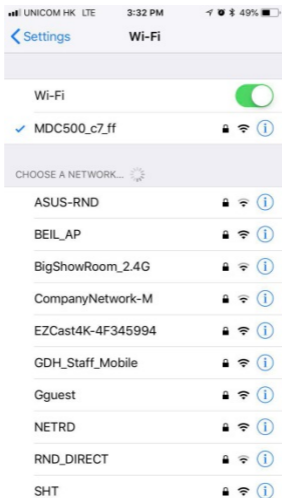 UNICOM HK LTE 3:32 PM 49%
Settings Wi-Fi
Wi-Fi
MDC500_c7_ff
CHOOSE A NETWORK...
ASUS-RND
BEIL_AP
BigShowRoom_2.4G
CompanyNetwork-M
EZCast4K-4F345994
GDH_Staff_Mobile
Gguest
NETRD
RND_DIRECT
SHT